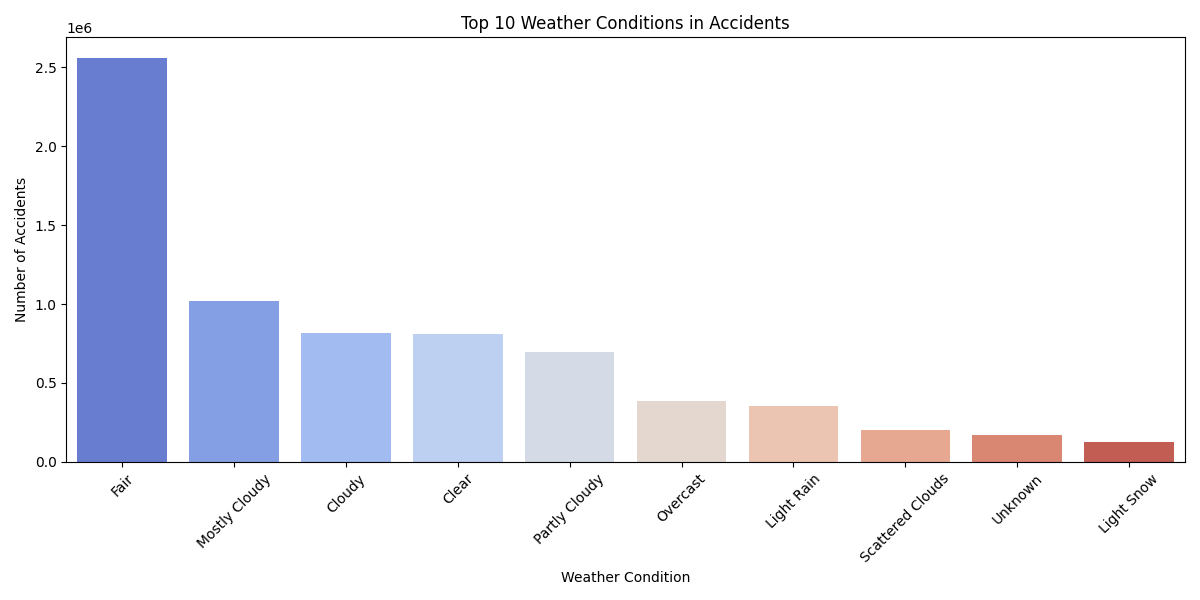 Top 10 Weather Conditions in Accidents
1e6
2.5
2.0
1.5
1.0
0.5
0.0
Number of Accidents
Fair
Mostly Cloudy
Cloudy
Clear
Partly Cloudy
Overcast
Light Rain
Scattered Clouds
Unknown
Light Snow
Weather Condition